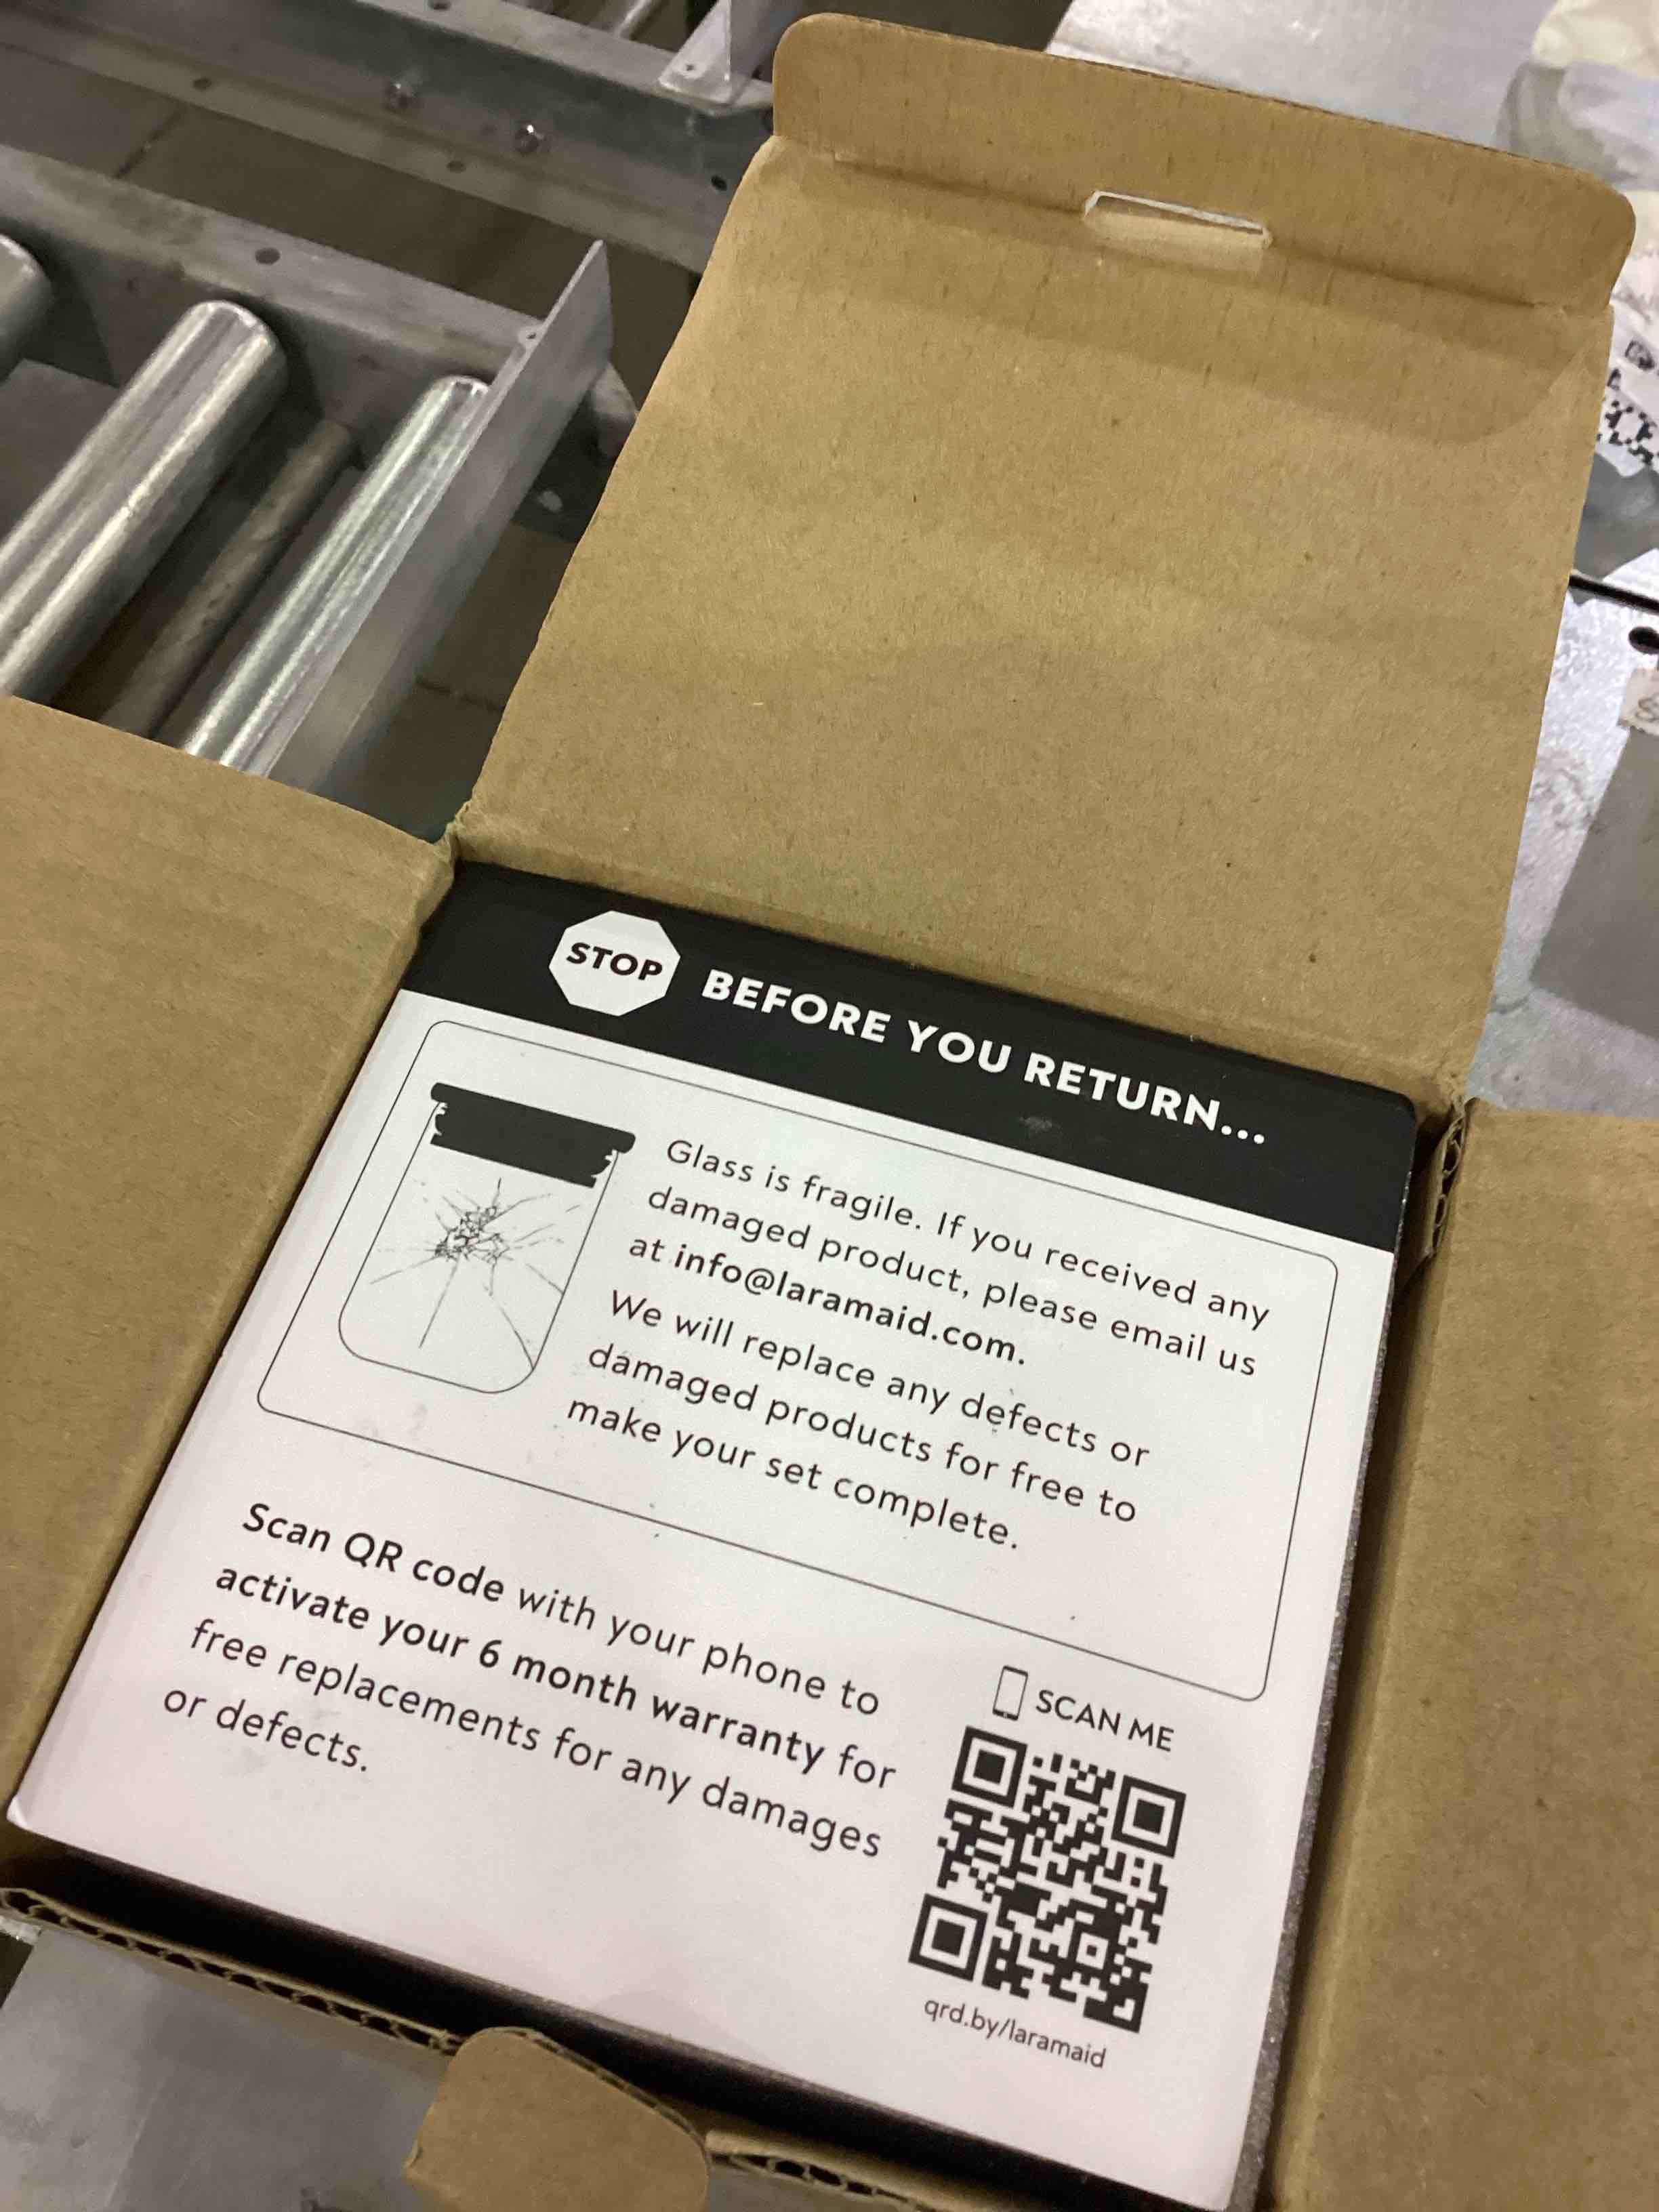 STOP BEFORE YOU RETURN...
Glass is fragile. If you received any
damaged product, please email us
at info@laramaid.com.
We will replace any defects or
damaged products for free to
make your set complete.
Scan QR code with your phone to
activate your 6 month warranty for
free replacements for any damages
or defects.
SCAN ME
qrd.by/laramaid